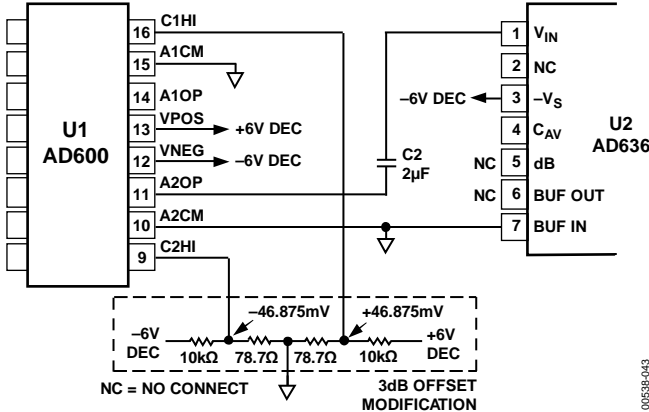 C1HI
16
A1CM
15
A1OP
14
VPOS
13
+6V DEC
VNEG
12
–6V DEC
A2OP
11
A2CM
10
C2HI
9
U1
AD600
C2
2µF
1
VIN
2
NC
–6V DEC
3
–VS
4
CAV
NC
5
dB
NC
6
BUF OUT
7
BUF IN
U2
AD636
–46.875mV
+46.875mV
–6V
DEC
10kΩ
78.7Ω
78.7Ω
10kΩ
+6V
DEC
NC = NO CONNECT
3dB OFFSET
MODIFICATION
00538-043